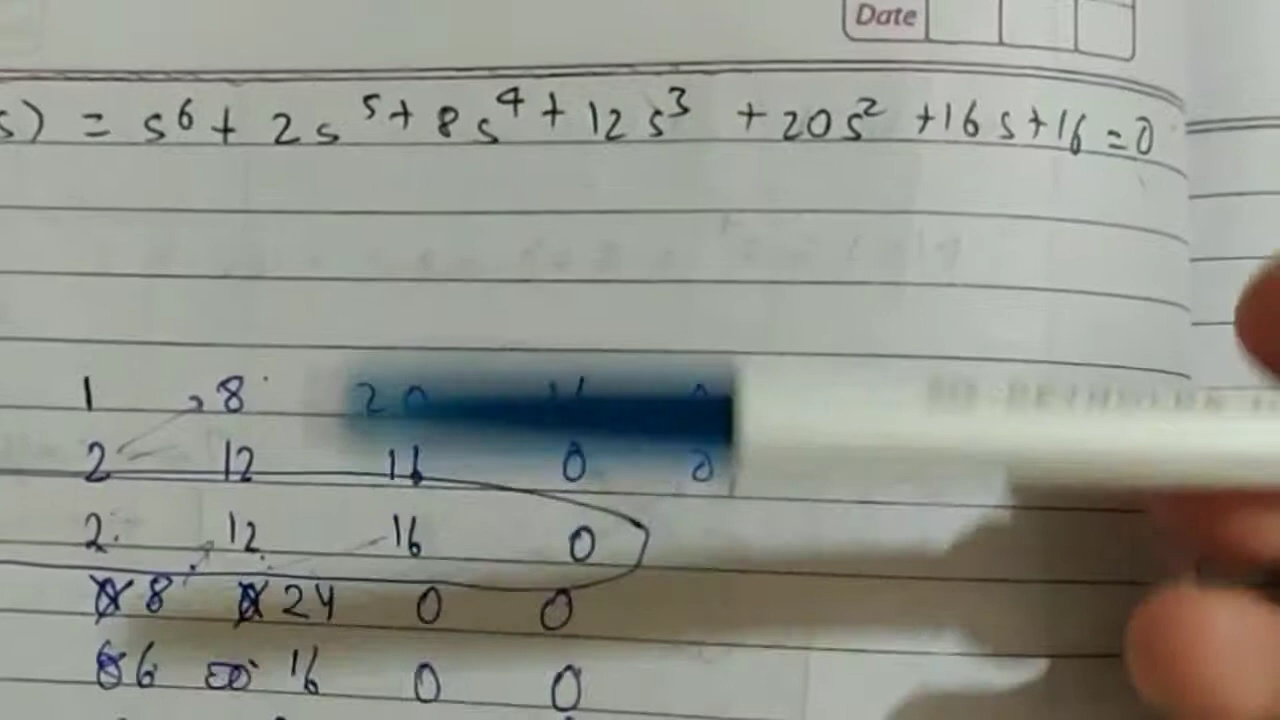 Date
s) = s⁶ + 2s⁵ + 8s⁴ + 12s³ + 20s² + 16s + 16 = 0
1 8 20
2 12 16 0 0
2 12 16 0
8 24 0 0
6 16 0 0